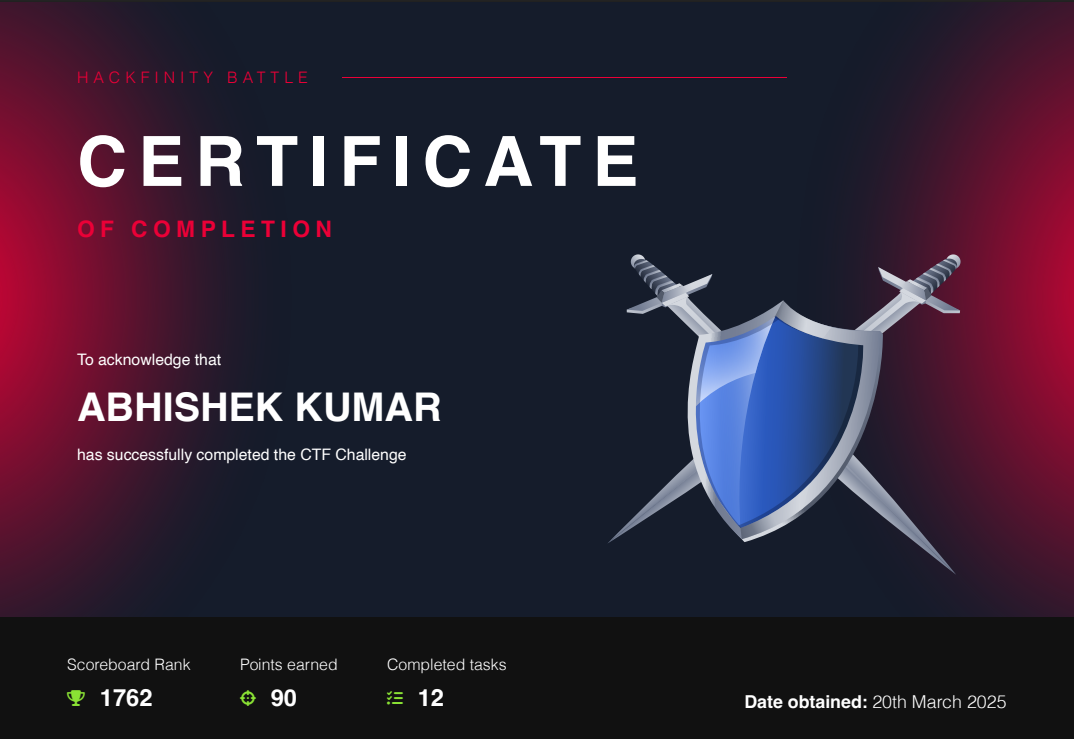 HACKFINITY BATTLE
CERTIFICATE
OF COMPLETION
To acknowledge that
ABHISHEK KUMAR
has successfully completed the CTF Challenge
Scoreboard Rank
1762
Points earned
90
Completed tasks
12
Date obtained: 20th March 2025